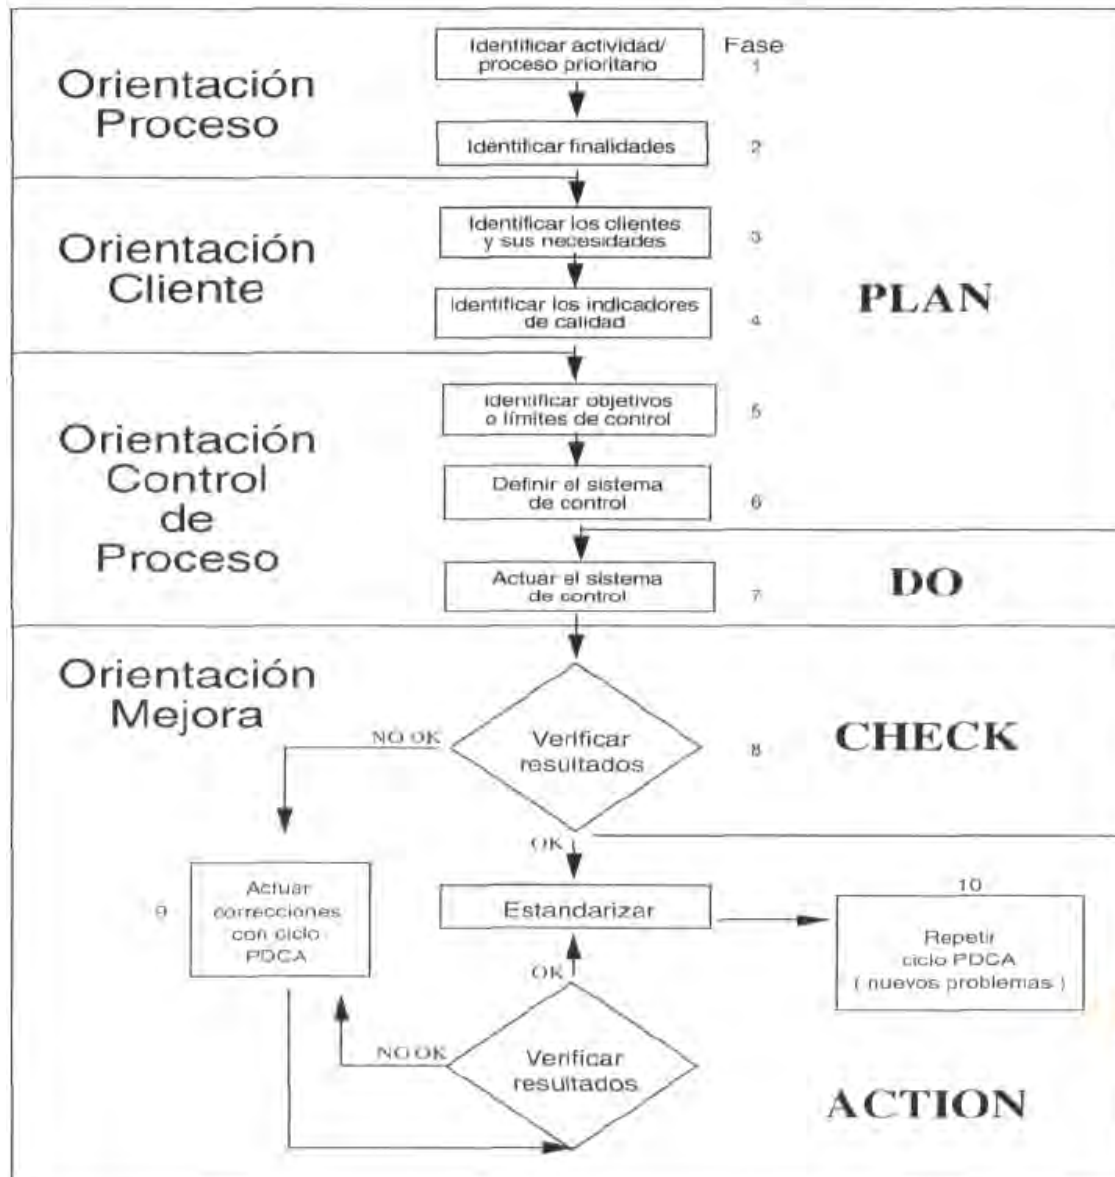 Identificar actividad/
proceso prioritario
Fase
1
Orientación
Proceso
Identificar finalidades
2
Identificar los clientes
y sus necesidades
3
Orientación
Cliente
Identificar los indicadores
de calidad
4
PLAN
Identificar objetivos
o límites de control
5
Orientación
Control
de
Proceso
Definir el sistema
de control
6
Actuar el sistema
de control
7
DO
Orientación
Mejora
NO OK
Verificar
resultados
8
CHECK
OK
9
Actuar
correcciones
con ciclo
PDCA
Estandarizar
10
Repetir
ciclo PDCA
( nuevos problemas )
OK
NO OK
Verificar
resultados
ACTION